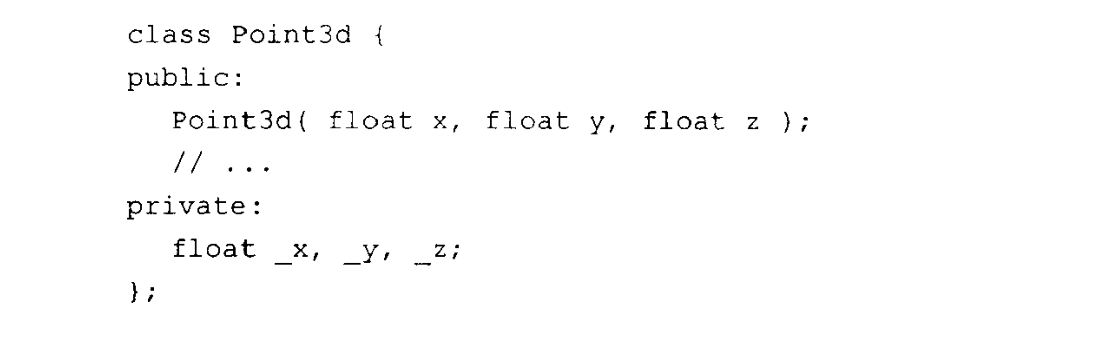 class Point3d {
public:
Point3d( float x, float y, float z );
// ...
private:
float _x, _y, _z;
};